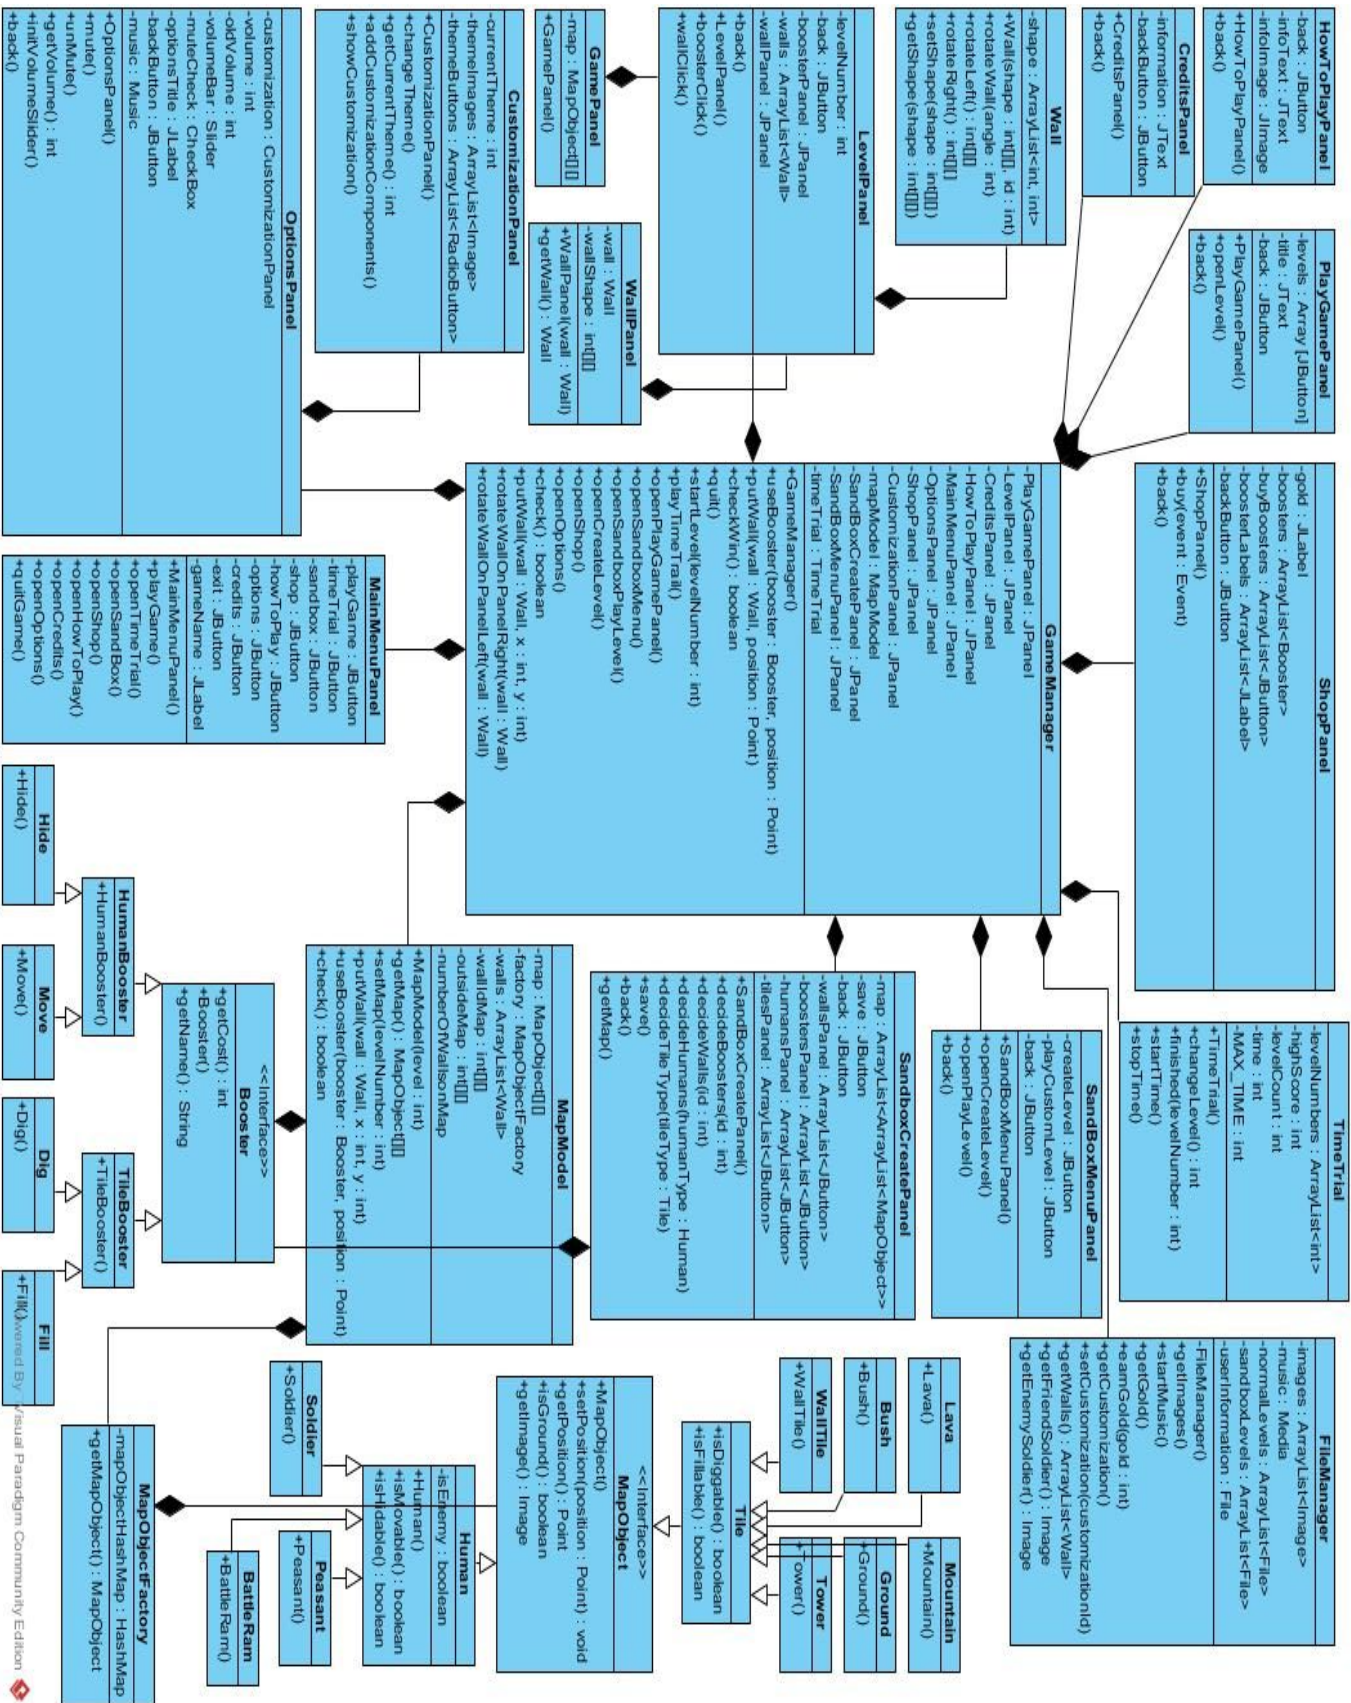 HowToPlayPanel
-back : JButton
-infoText : JText
-infoImage : JImage
+HowToPlayPanel()
+back()
CreditsPanel
-information : JText
-backButton : JButton
+CreditsPanel()
+back()
PlayGamePanel
-levels : Array [JButton]
-title : JText
-back : JButton
+PlayGamePanel()
+openLevel()
+back()
ShopPanel
-gold : JLabel
-boosters : ArrayList<Booster>
-buyBoosters : ArrayList<JButton>
-boosterLabels : ArrayList<JLabel>
-backButton : JButton
+ShopPanel()
+buy(event : Event)
+back()
TimeTrial
-levelNumbers : ArrayList<int>
-highScore : int
-levelCount : int
-time : int
-MAX_TIME : int
+TimeTrial()
+changeLevel() : int
+finished(levelNumber : int)
+startTime()
+stopTime()
FileManager
-images : ArrayList<Image>
-music : Media
-normalLevels : ArrayList<File>
-sandboxLevels : ArrayList<File>
-userInformation : File
-FileManager()
+getImages()
+startMusic()
+getGold()
+earnGold(gold : int)
+getCustomization()
+setCustomization(customizationId)
+getWalls() : ArrayList<Wall>
+getFriendSoldier() : Image
+getEnemySoldier() : Image
Wall
-shape : ArrayList<int, int>
+Wall(shape : int[][], id : int)
+rotateWall(angle : int)
+rotateLeft() : int[][]
+rotateRight() : int[][]
+setShape(shape : int[][])
+getShape(shape : int[][])
LevelPanel
-levelNumber : int
-back : JButton
-boosterPanel : JPanel
-walls : ArrayList<Wall>
-wallPanel : JPanel
+back()
+LevelPanel()
+boosterClick()
+wallClick()
GamePanel
-map : MapObject[][]
+GamePanel()
WallPanel
-wall : Wall
-wallShape : int[][]
+WallPanel(wall : Wall)
+getWall() : Wall
CustomizationPanel
-currentTheme : int
-themeImages : ArrayList<Image>
-themeButtons : ArrayList<RadioButton>
+CustomizationPanel()
+changeTheme()
+getCurrentTheme() : int
+addCustomizationComponents()
+showCustomization()
OptionsPanel
-customization : CustomizationPanel
-volume : int
-oldVolume : int
-volumeBar : Slider
-muteCheck : CheckBox
-optionsTitle : JLabel
-backButton : JButton
-music : Music
+OptionsPanel()
+mute()
+unMute()
+getVolume() : int
+initVolumeSlider()
+back()
GameManager
-PlayGamePanel : JPanel
-LevelPanel : JPanel
-CreditsPanel : JPanel
-HowToPlayPanel : JPanel
-MainMenuPanel : JPanel
-OptionsPanel : JPanel
-ShopPanel : JPanel
-CustomizationPanel : JPanel
-mapModel : MapModel
-SandBoxCreatePanel : JPanel
-SandBoxMenuPanel : JPanel
-timeTrial : TimeTrial
+GameManager()
+useBooster(booster : Booster, position : Point)
+putWall(wall : Wall, position : Point)
+checkWin() : boolean
+quit()
+startLevel(levelNumber : int)
+playTimeTrail()
+openPlayGamePanel()
+openSandboxMenu()
+openSandboxPlayLevel()
+openCreateLevel()
+openShop()
+openOptions()
+check() : boolean
+putWall(wall : Wall, x : int, y : int)
+rotateWallOnPanelRight(wall : Wall)
+rotateWallOnPanelLeft(wall : Wall)
MainMenuPanel
-playGame : JButton
-timeTrial : JButton
-sandbox : JButton
-shop : JButton
-howToPlay : JButton
-options : JButton
-credits : JButton
-exit : JButton
-gameName : JLabel
+MainMenuPanel()
+playGame()
+openTimeTrial()
+openSandBox()
+openShop()
+openHowToPlay()
+openCredits()
+openOptions()
+quitGame()
SandBoxMenuPanel
-createLevel : JButton
-playCustomLevel : JButton
-back : JButton
+SandBoxMenuPanel()
+openCreateLevel()
+openPlayLevel()
+back()
SandboxCreatePanel
-map : ArrayList<ArrayList<MapObject>>
-save : JButton
-back : JButton
-wallsPanel : ArrayList<JButton>
-boostersPanel : ArrayList<JButton>
-humansPanel : ArrayList<JButton>
-tilesPanel : ArrayList<JButton>
+SandBoxCreatePanel()
+decideBoosters(id : int)
+decideWalls(id : int)
+decideHumans(humanType : Human)
+decideTileType(tileType : Tile)
+save()
+back()
+getMap()
MapModel
-map : MapObject[][]
-factory : MapObjectFactory
-walls : ArrayList<Wall>
-wallIdMap : int[][]
-outsideMap : int[][]
-numberOfWallsonMap
+MapModel(level : int)
+getMap() : MapObject[][]
+setMap(levelNumber : int)
+putWall(wall : Wall, x : int, y : int)
+useBooster(booster : Booster, position : Point)
+check() : boolean
<<Interface>>
Booster
+getCost() : int
+Booster()
+getName() : String
HumanBooster
+HumanBooster()
TileBooster
+TileBooster()
Hide
+Hide()
Move
+Move()
Dig
+Dig()
Fill
+Fill()
Lava
+Lava()
Mountain
+Mountain()
Bush
+Bush()
Ground
+Ground()
WallTile
+WallTile()
Tower
+Tower()
Tile
+isDiggable() : boolean
+isFillable() : boolean
<<Interface>>
MapObject
+MapObject()
+setPosition(position : Point) : void
+getPosition() : Point
+isGround() : boolean
+getImage() : Image
Human
-isEnemy : boolean
+Human()
+isMovable() : boolean
+isHidable() : boolean
Soldier
+Soldier()
Peasant
+Peasant()
BattleRam
+BattleRam()
MapObjectFactory
-mapObjectHashMap : HashMap
+getMapObject() : MapObject
Visual Paradigm Community Edition